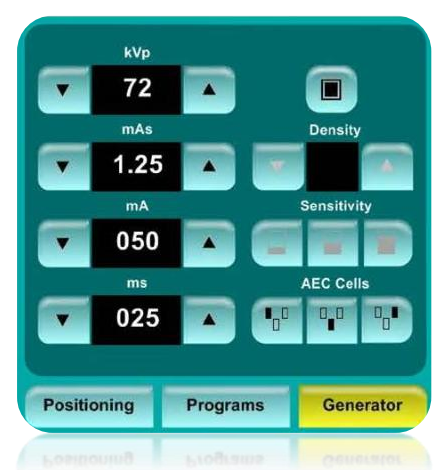 kVp
72
mAs
Density
1.25
mA
Sensitivity
050
ms
AEC Cells
025
Positioning Programs Generator